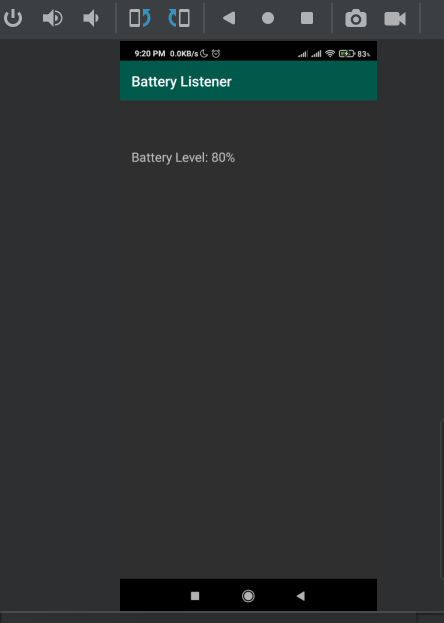 9:20 PM 0.0KB/s 83%
Battery Listener
Battery Level: 80%